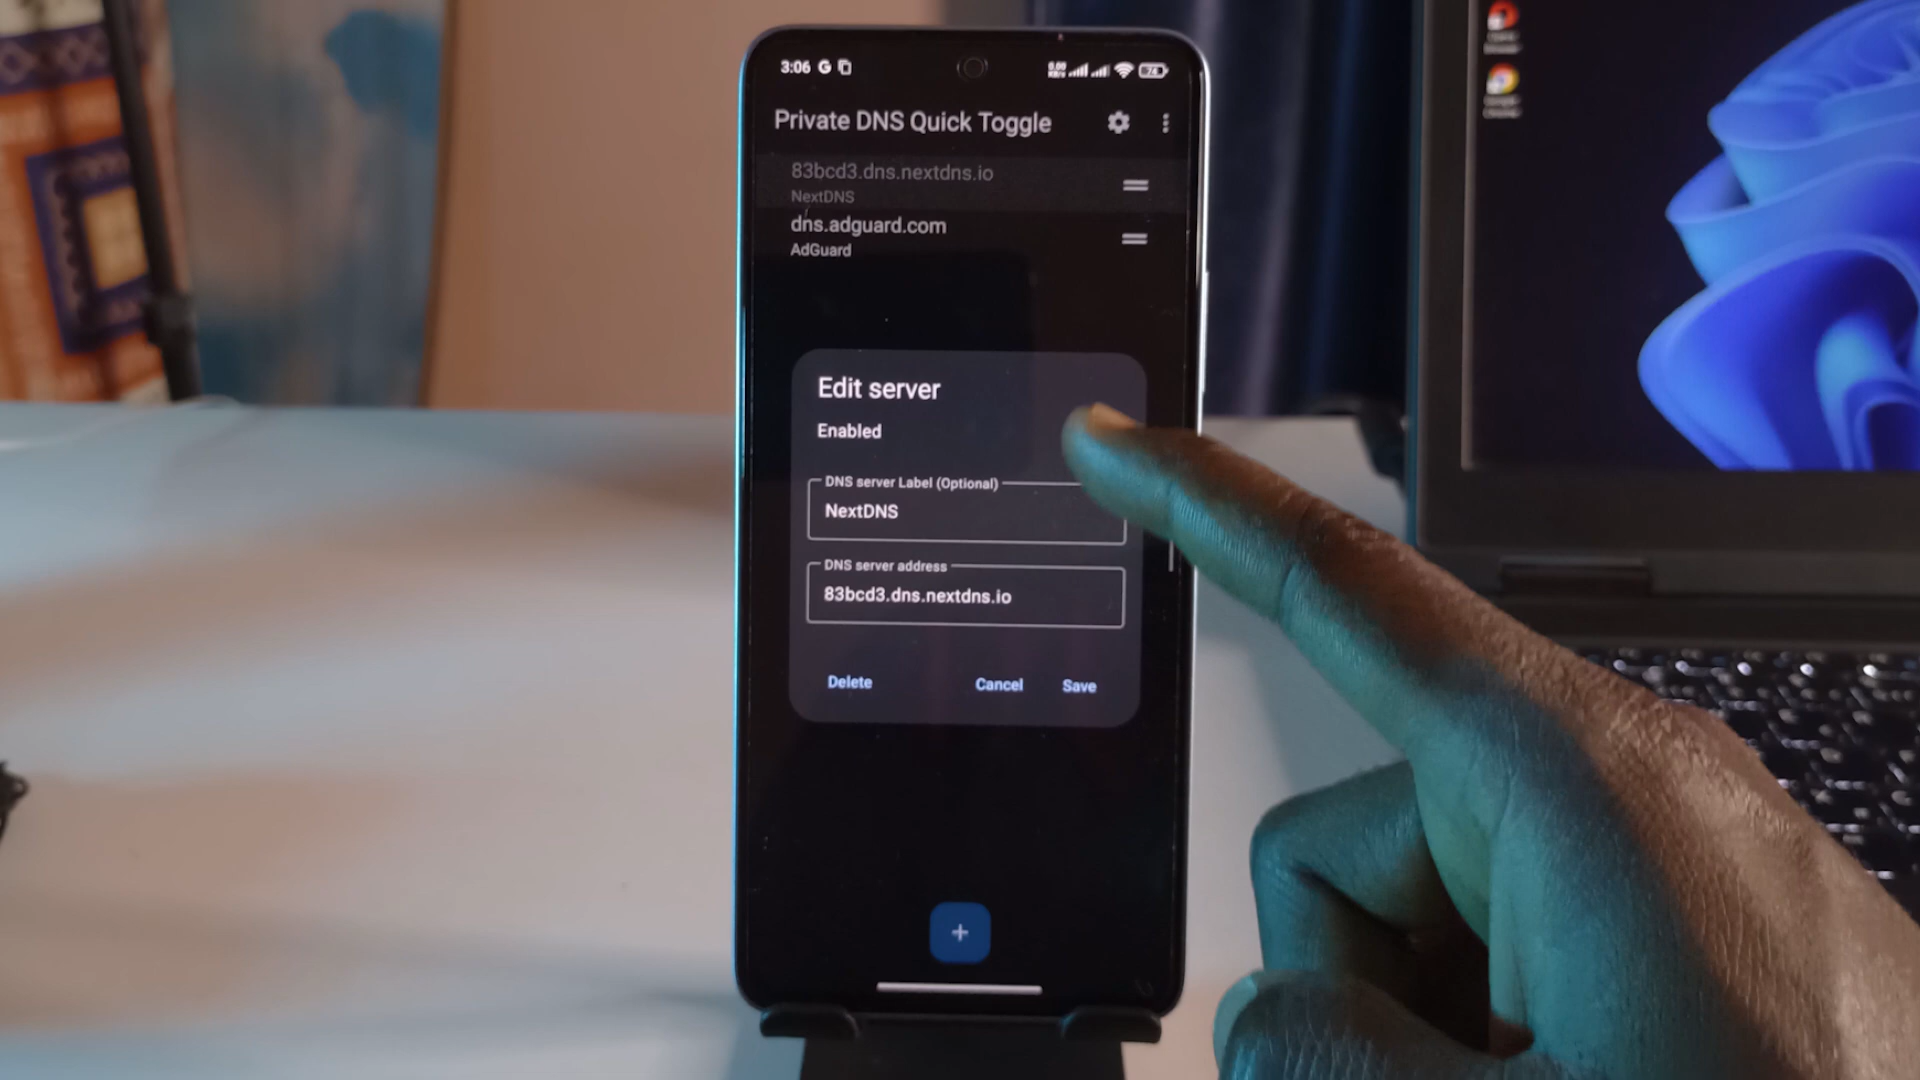 3:06
74
Private DNS Quick Toggle
83bcd3.dns.nextdns.io
NextDNS
dns.adguard.com
AdGuard
Edit server
Enabled
DNS server Label (Optional)
NextDNS
DNS server address
83bcd3.dns.nextdns.io
Delete
Cancel
Save